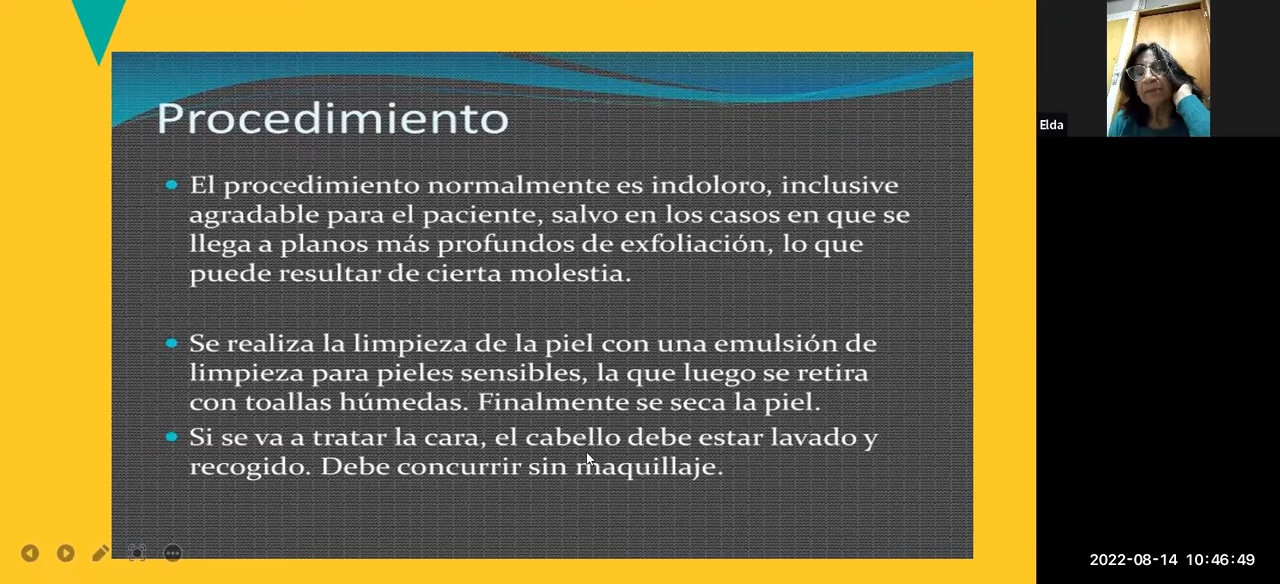 Procedimiento
El procedimiento normalmente es indoloro, inclusive
agradable para el paciente, salvo en los casos en que se
llega a planos más profundos de exfoliación, lo que
puede resultar de cierta molestia.
Se realiza la limpieza de la piel con una emulsión de
limpieza para pieles sensibles, la que luego se retira
con toallas húmedas. Finalmente se seca la piel.
Si se va a tratar la cara, el cabello debe estar lavado y
recogido. Debe concurrir sin maquillaje.
Elda
2022-08-14 10:46:49